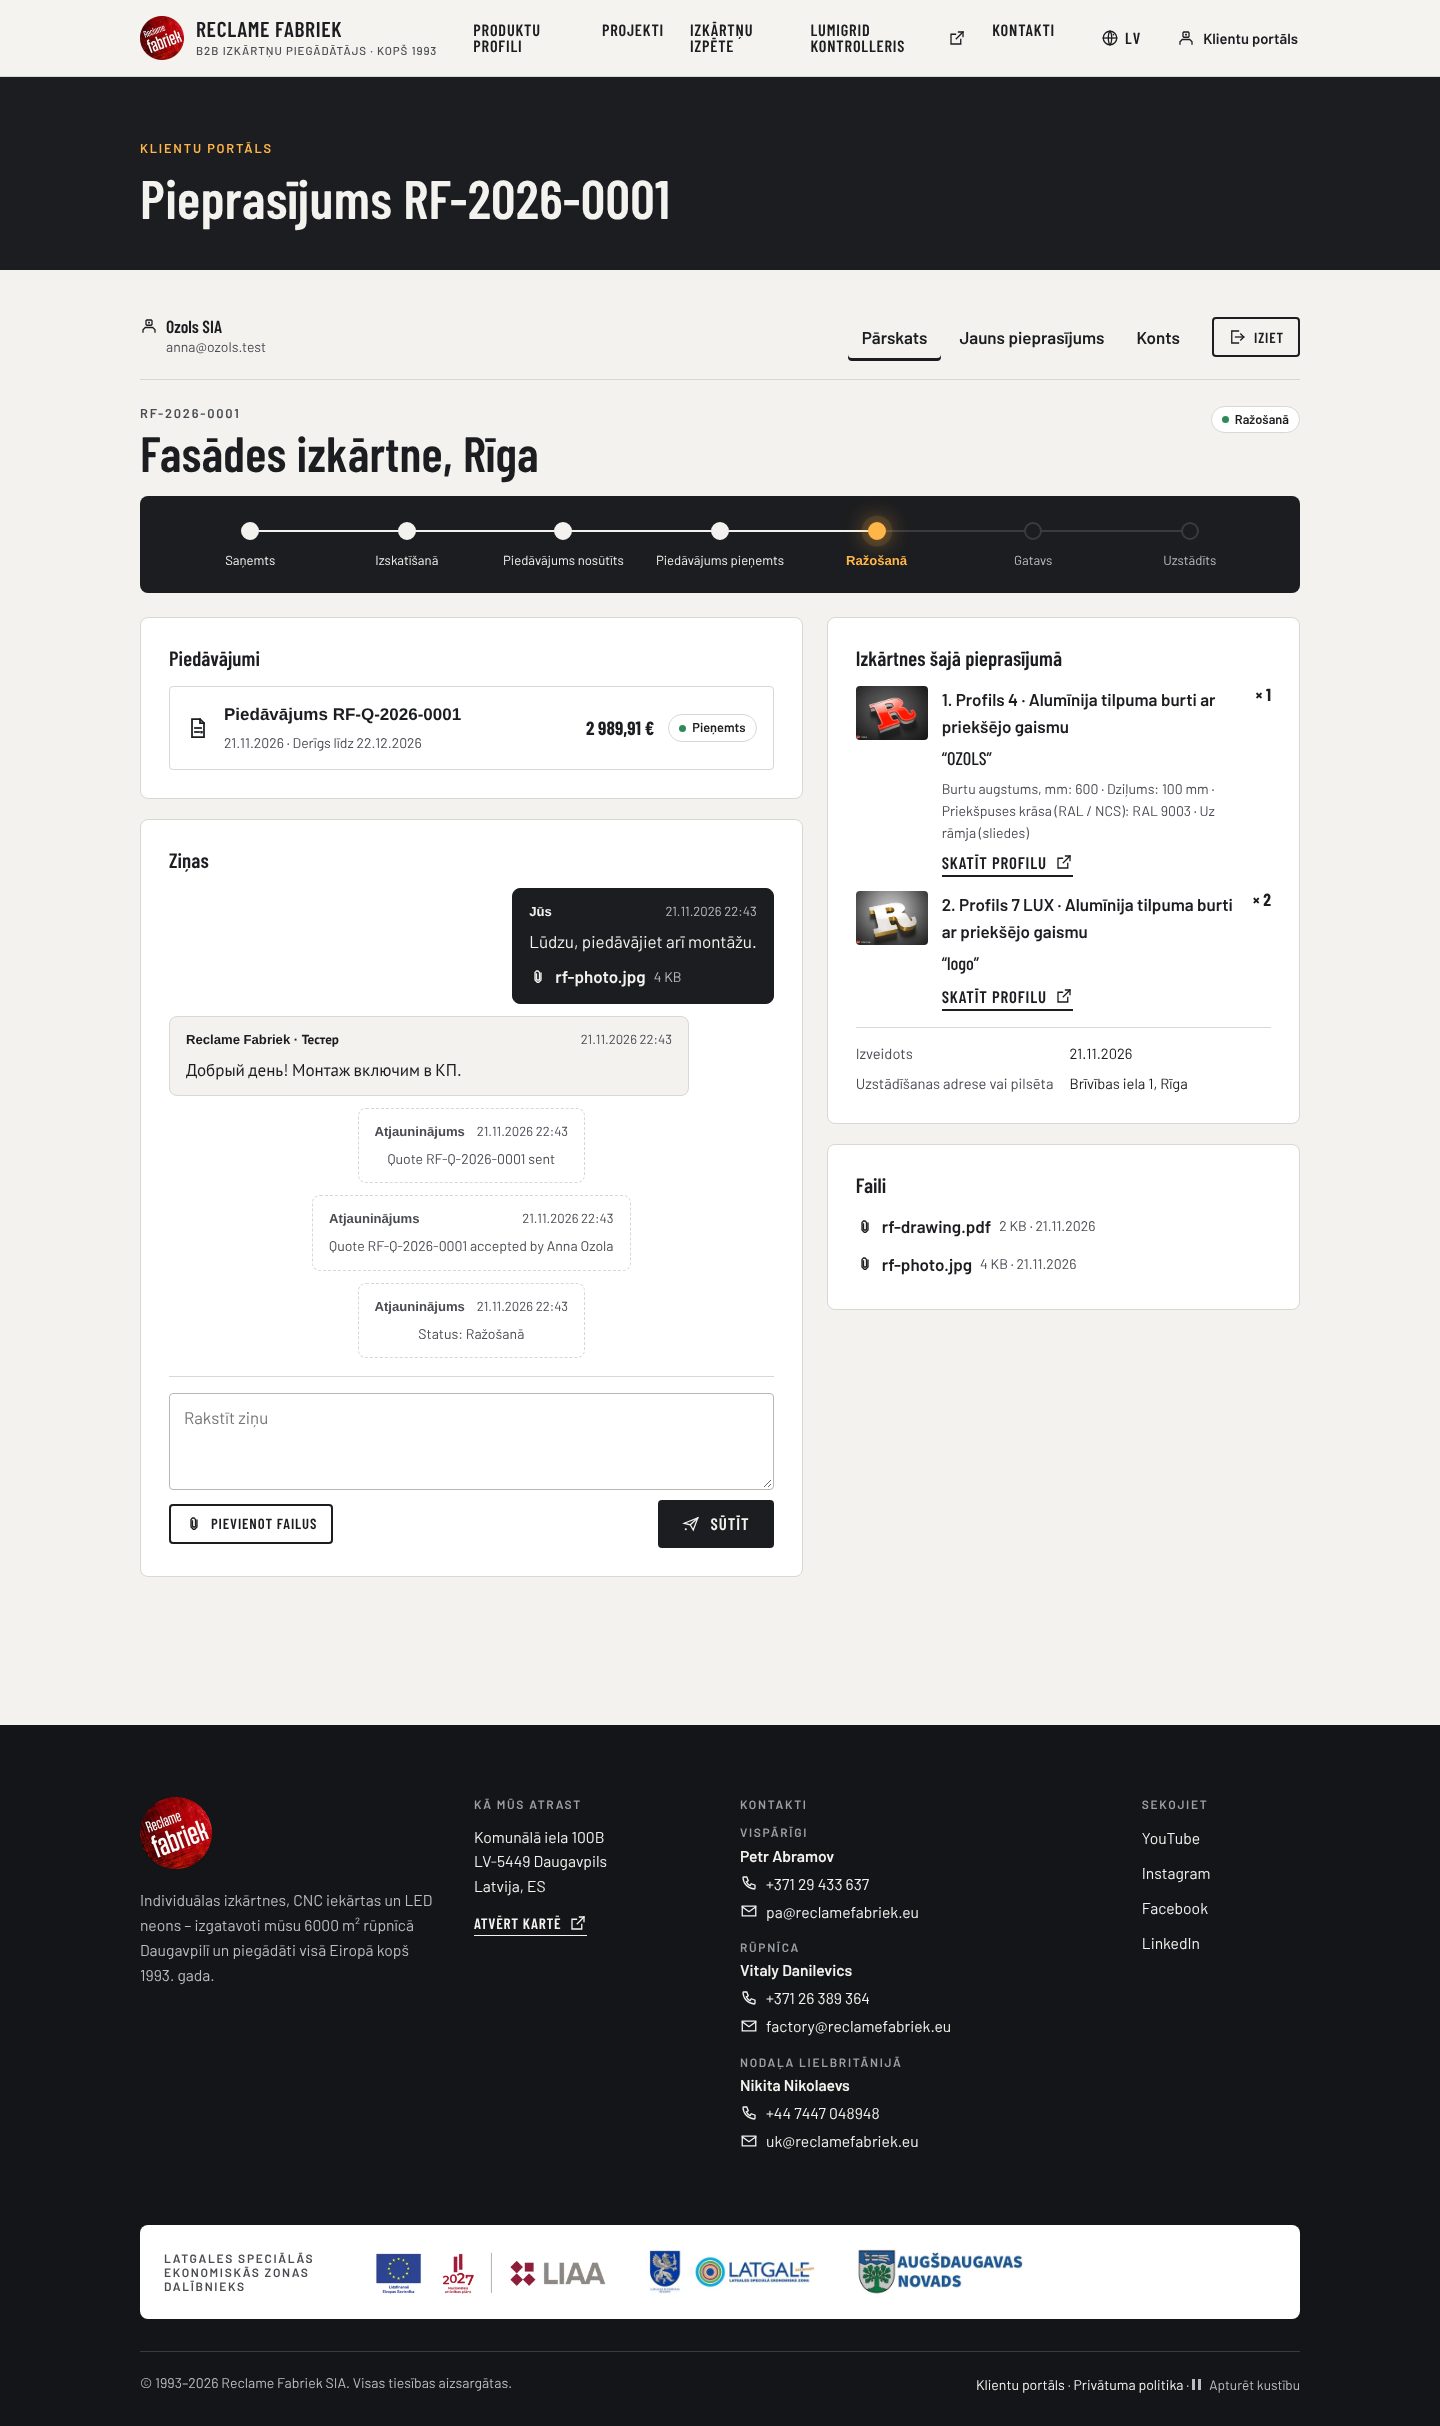 Reclame fabriek
RECLAME FABRIEK
B2B IZKĀRTŅU PIEGĀDĀTĀJS · KOPŠ 1993
PRODUKTU PROFILI
PROJEKTI
IZKĀRTŅU IZPĒTE
LUMIGRID KONTROLLERIS
KONTAKTI
LV
Klientu portāls
KLIENTU PORTĀLS
Pieprasījums RF-2026-0001
Ozols SIA
anna@ozols.test
Pārskats
Jauns pieprasījums
Konts
IZIET
RF-2026-0001
Ražošanā
Fasādes izkārtne, Rīga
Saņemts
Izskatīšanā
Piedāvājums nosūtīts
Piedāvājums pieņemts
Ražošanā
Gatavs
Uzstādīts
Piedāvājumi
Piedāvājums RF-Q-2026-0001
21.11.2026 · Derīgs līdz 22.12.2026
2 989,91 €
Pieņemts
Ziņas
Jūs 21.11.2026 22:43
Lūdzu, piedāvājiet arī montāžu.
rf-photo.jpg 4 KB
Reclame Fabriek · Тестер 21.11.2026 22:43
Добрый день! Монтаж включим в КП.
Atjauninājums 21.11.2026 22:43
Quote RF-Q-2026-0001 sent
Atjauninājums 21.11.2026 22:43
Quote RF-Q-2026-0001 accepted by Anna Ozola
Atjauninājums 21.11.2026 22:43
Status: Ražošanā
Rakstīt ziņu
PIEVIENOT FAILUS
SŪTĪT
Izkārtnes šajā pieprasījumā
1. Profils 4 · Alumīnija tilpuma burti ar
priekšējo gaismu
× 1
“OZOLS”
Burtu augstums, mm: 600 · Dziļums: 100 mm ·
Priekšpuses krāsa (RAL / NCS): RAL 9003 · Uz
rāmja (sliedes)
SKATĪT PROFILU
2. Profils 7 LUX · Alumīnija tilpuma burti
ar priekšējo gaismu
× 2
“logo”
SKATĪT PROFILU
Izveidots 21.11.2026
Uzstādīšanas adrese vai pilsēta Brīvības iela 1, Rīga
Faili
rf-drawing.pdf 2 KB · 21.11.2026
rf-photo.jpg 4 KB · 21.11.2026
Reclame
fabriek
Individuālas izkārtnes, CNC iekārtas un LED
neons – izgatavoti mūsu 6000 m² rūpnīcā
Daugavpilī un piegādāti visā Eiropā kopš
1993. gada.
KĀ MŪS ATRAST
Komunālā iela 100B
LV-5449 Daugavpils
Latvija, ES
ATVĒRT KARTĒ
KONTAKTI
VISPĀRĪGI
Petr Abramov
+371 29 433 637
pa@reclamefabriek.eu
RŪPNĪCA
Vitaly Danilevics
+371 26 389 364
factory@reclamefabriek.eu
NODAĻA LIELBRITĀNIJĀ
Nikita Nikolaevs
+44 7447 048948
uk@reclamefabriek.eu
SEKOJIET
YouTube
Instagram
Facebook
LinkedIn
LATGALES SPECIĀLĀS
EKONOMISKĀS ZONAS
DALĪBNIEKS
2027
LIAA
LATGALE
AUGŠDAUGAVAS
NOVADS
© 1993–2026 Reclame Fabriek SIA. Visas tiesības aizsargātas.
Klientu portāls · Privātuma politika · Apturēt kustību